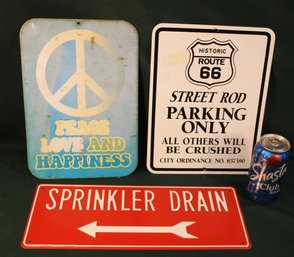 PEACE
LOVE AND
HAPPINESS
HISTORIC
ROUTE
66
STREET ROD
PARKING
ONLY
ALL OTHERS WILL
BE CRUSHED
CITY ORDINANCE NO. 857390
Shasta
Club
SPRINKLER DRAIN